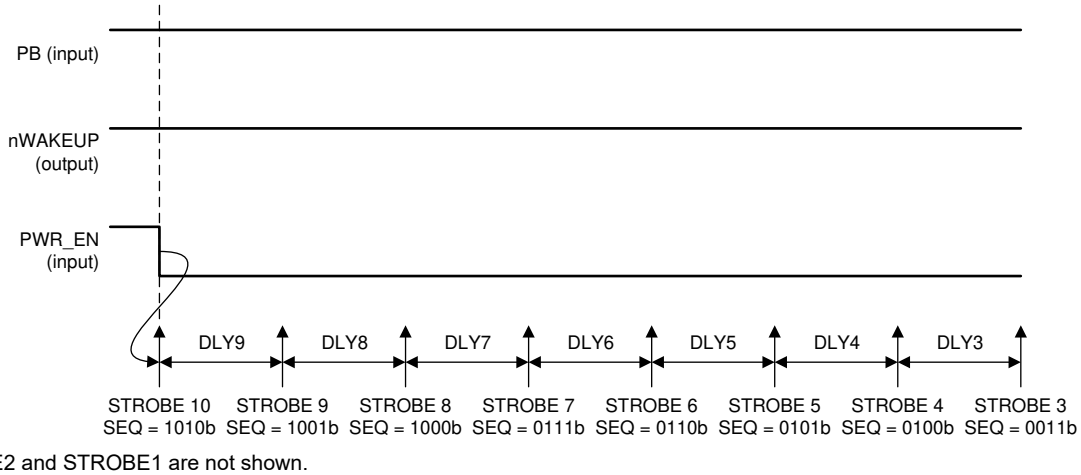 PB (input)
nWAKEUP
(output)
PWR_EN
(input)
DLY9 DLY8 DLY7 DLY6 DLY5 DLY4 DLY3
STROBE 10 STROBE 9 STROBE 8 STROBE 7 STROBE 6 STROBE 5 STROBE 4 STROBE 3
SEQ = 1010b SEQ = 1001b SEQ = 1000b SEQ = 0111b SEQ = 0110b SEQ = 0101b SEQ = 0100b SEQ = 0011b
E2 and STROBE1 are not shown.